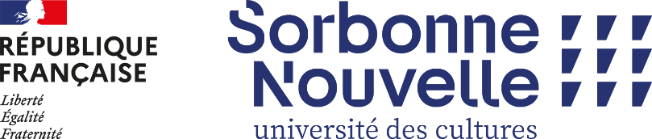 RÉPUBLIQUE
FRANÇAISE
Liberté
Égalité
Fraternité
Sorbonne
Nouvelle
université des cultures